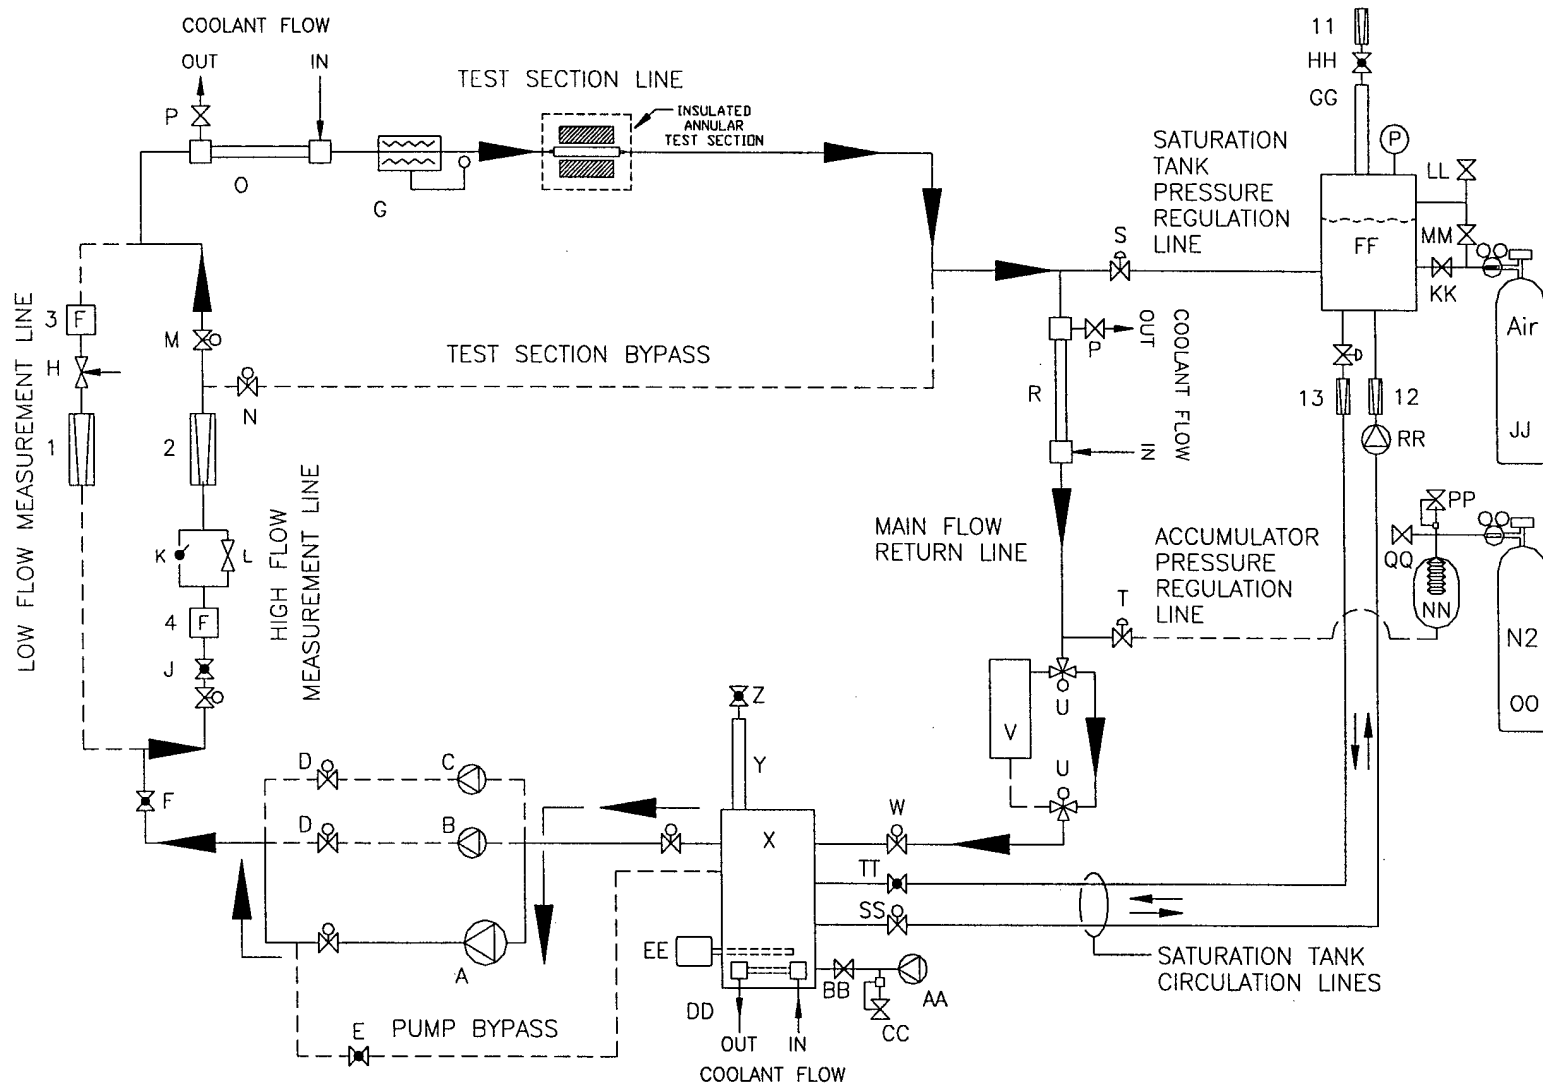 COOLANT FLOW
OUT
IN
P
O
G
TEST SECTION LINE
INSULATED
ANNULAR
TEST SECTION
11
HH
GG
P
SATURATION
TANK
PRESSURE
REGULATION
LINE
LL
MM
FF
KK
Air
JJ
S
LOW FLOW MEASUREMENT LINE
3
F
H
1
M
N
2
TEST SECTION BYPASS
P
OUT
COOLANT FLOW
R
IN
13
12
RR
HIGH FLOW
MEASUREMENT LINE
K
L
4
F
J
MAIN FLOW
RETURN LINE
ACCUMULATOR
PRESSURE
REGULATION
LINE
PP
QQ
NN
N2
OO
T
U
V
U
Z
Y
D
C
F
D
B
A
W
X
TT
SS
EE
BB
AA
DD
CC
SATURATION TANK
CIRCULATION LINES
E
PUMP BYPASS
OUT
IN
COOLANT FLOW